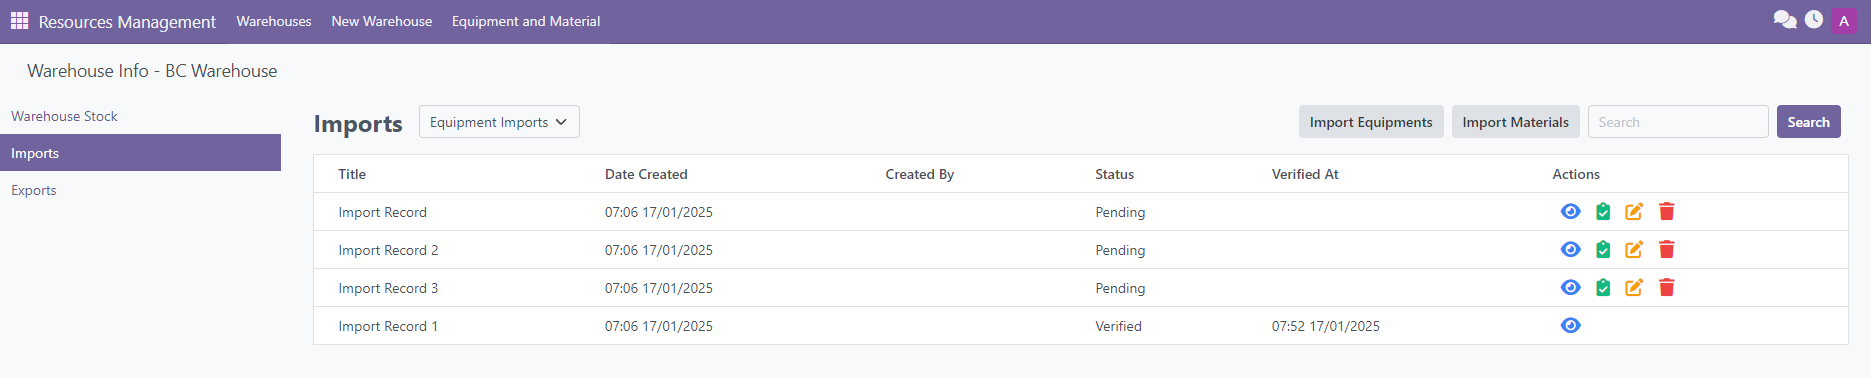 Resources Management Warehouses New Warehouse Equipment and Material A
Warehouse Info - BC Warehouse
Warehouse Stock
Imports
Exports
Imports Equipment Imports Import Equipments Import Materials Search Search
Title Date Created Created By Status Verified At Actions
Import Record 07:06 17/01/2025 Pending
Import Record 2 07:06 17/01/2025 Pending
Import Record 3 07:06 17/01/2025 Pending
Import Record 1 07:06 17/01/2025 Verified 07:52 17/01/2025